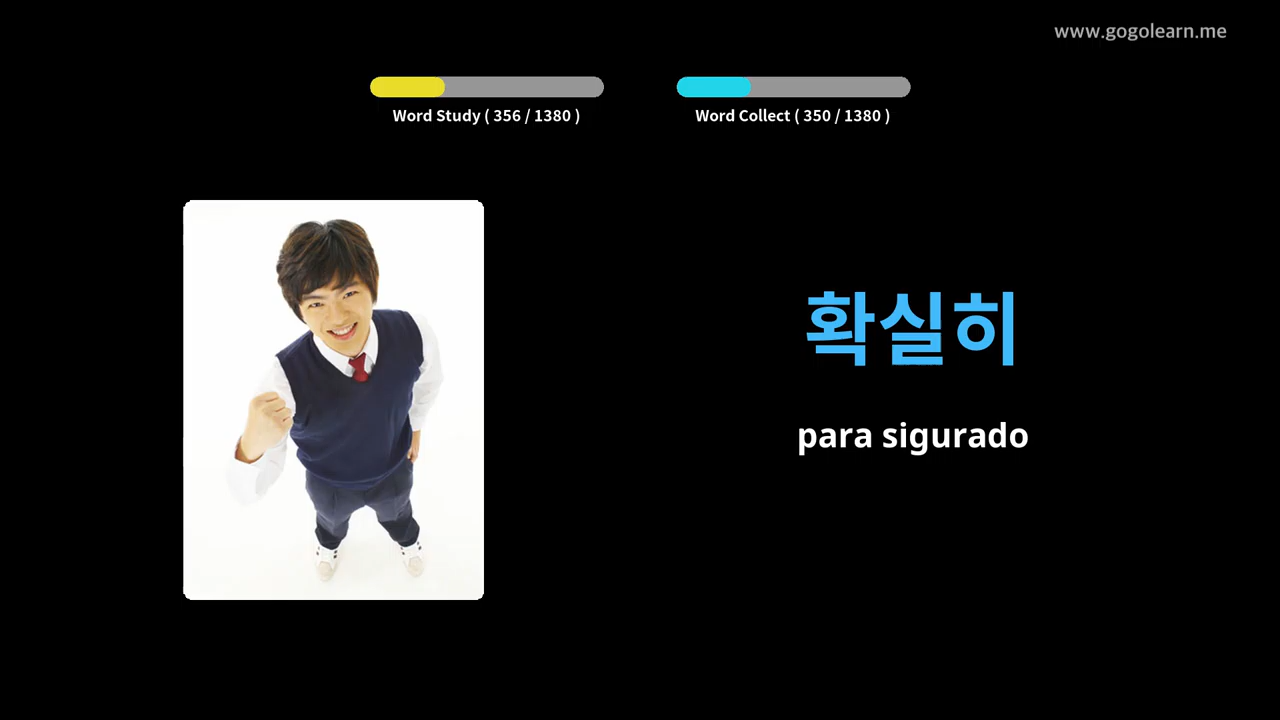 www.gogolearn.me
Word Study ( 356 / 1380 )
Word Collect ( 350 / 1380 )
확실히
para sigurado